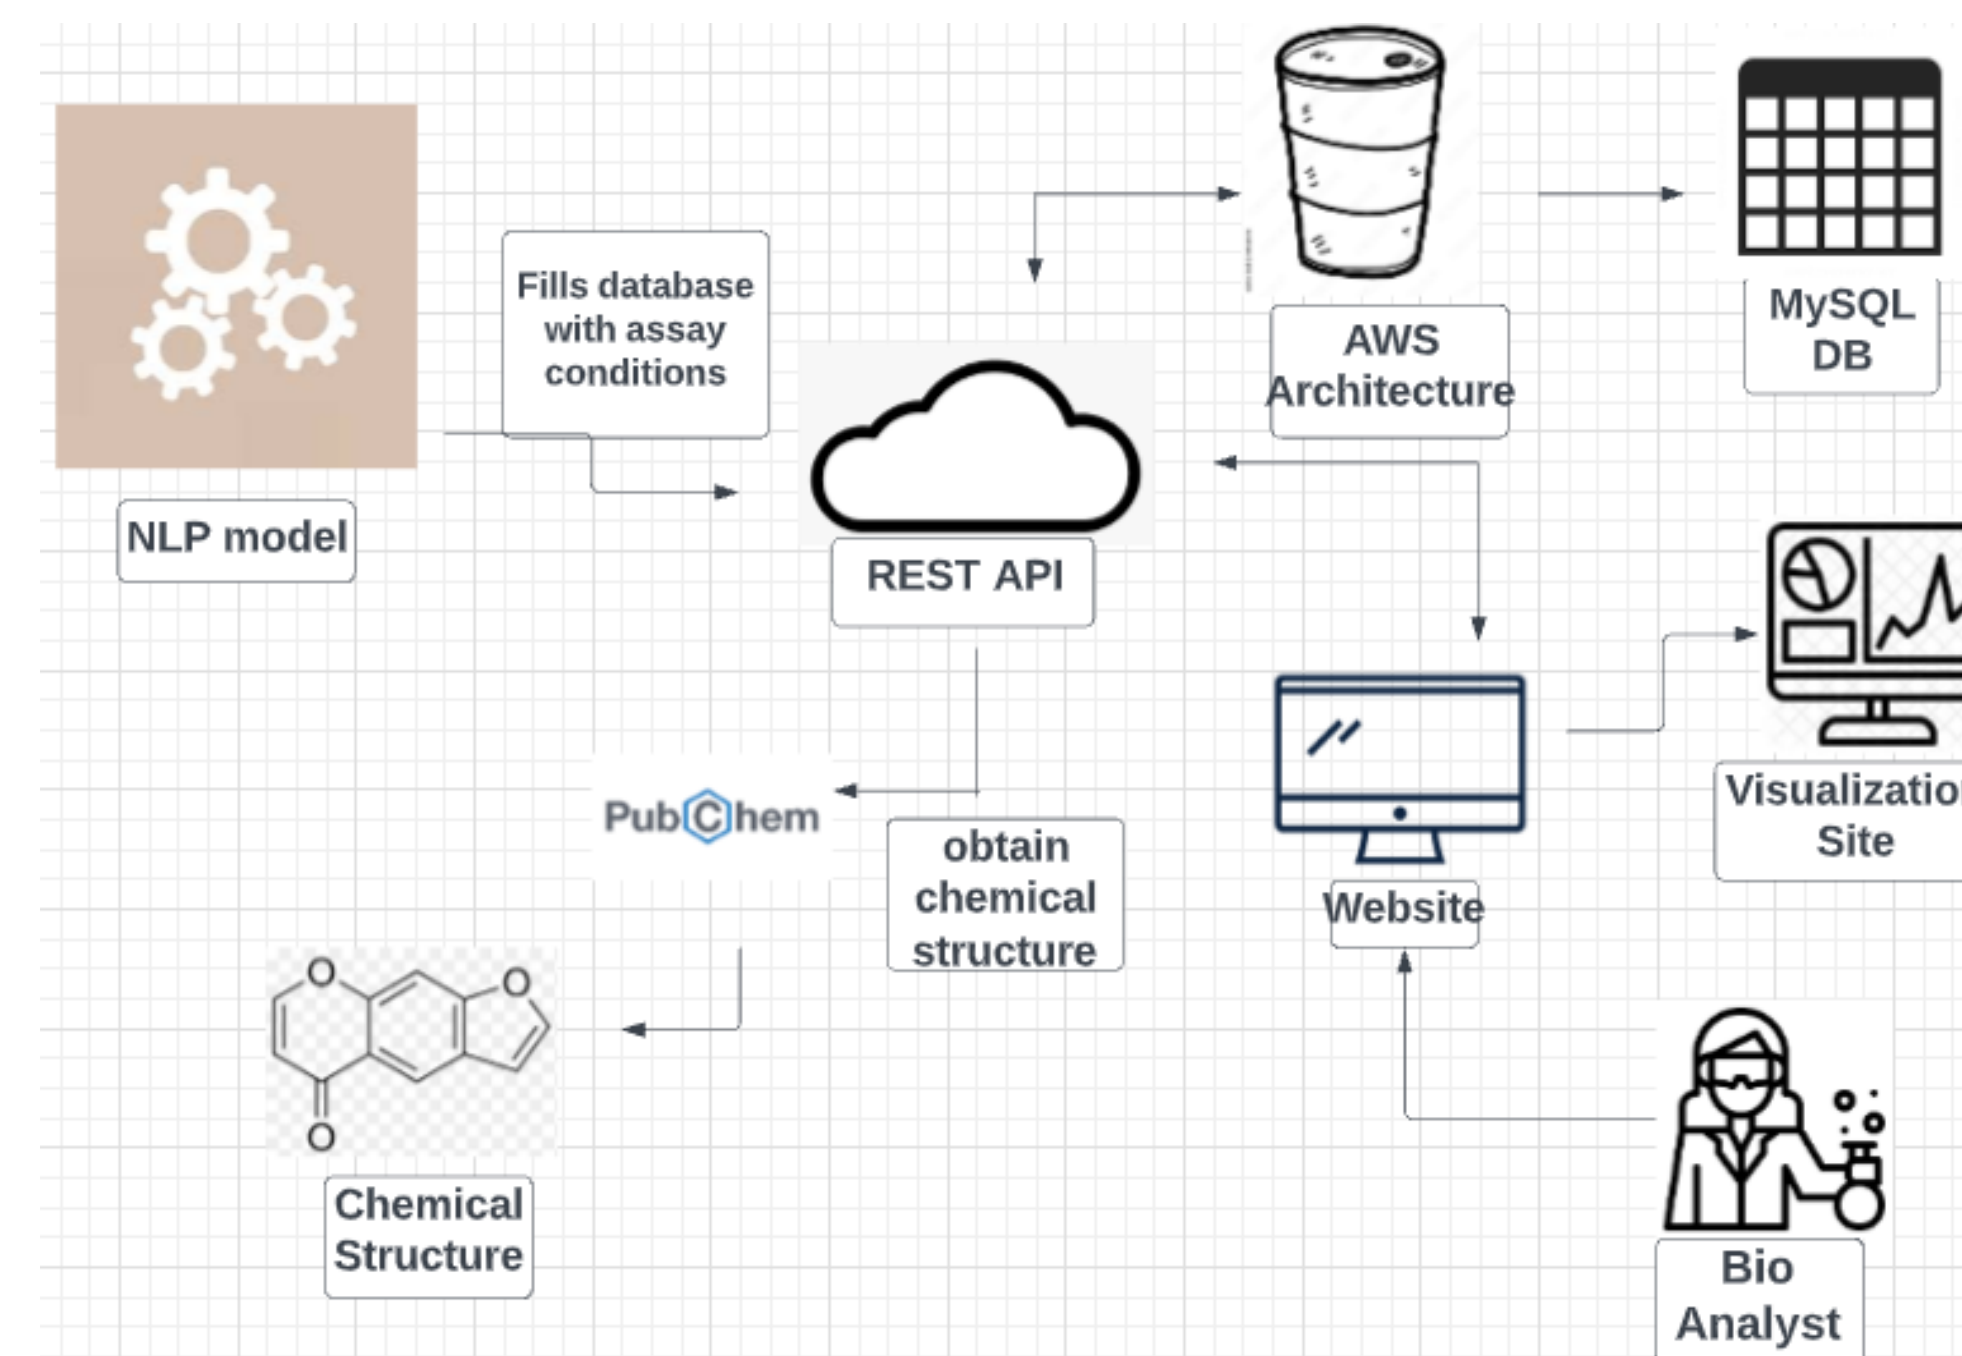 AWS
Architecture
MySQL
DB
Fills database
with assay
conditions
NLP model
REST API
Visualizatio
Site
PubChem
obtain
chemical
structure
Website
O
O
O
Chemical
Structure
Bio
Analyst